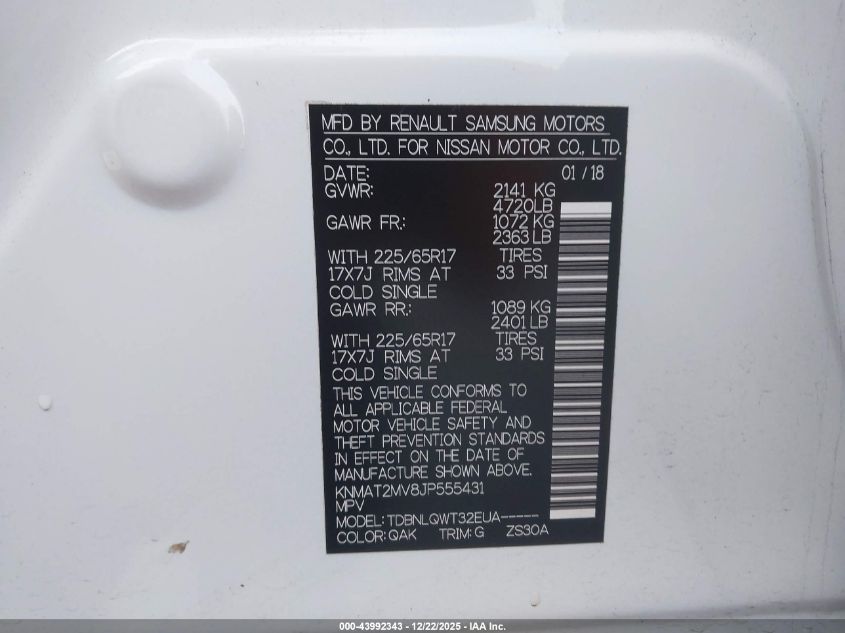 MFD BY RENAULT SAMSUNG MOTORS
CO., LTD. FOR NISSAN MOTOR CO., LTD.
DATE: 01 / 18
GVWR: 2141 KG
4720LB
GAWR FR.: 1072 KG
2363 LB
WITH 225/65R17 TIRES
17X7J RIMS AT 33 PSI
COLD SINGLE
GAWR RR.: 1089 KG
2401 LB
WITH 225/65R17 TIRES
17X7J RIMS AT 33 PSI
COLD SINGLE
THIS VEHICLE CONFORMS TO
ALL APPLICABLE FEDERAL
MOTOR VEHICLE SAFETY AND
THEFT PREVENTION STANDARDS
IN EFFECT ON THE DATE OF
MANUFACTURE SHOWN ABOVE.
KNMAT2MV8JP555431
MPV
MODEL: TDBNLQWT32EUA-----
COLOR: QAK TRIM: G ZS30A
000-43992343 - 12/22/2025 - IAA Inc.